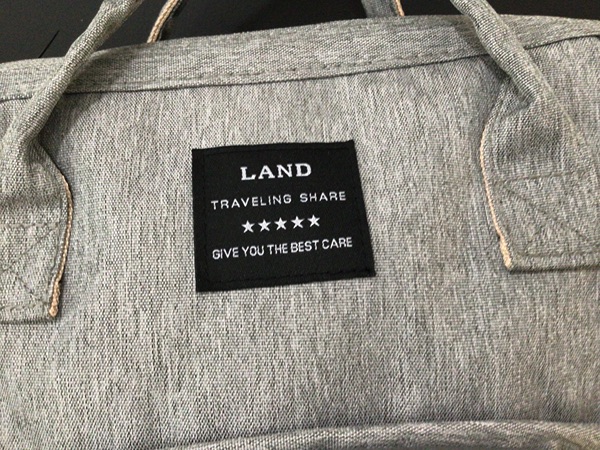 LAND
TRAVELING SHARE
★★★★★
GIVE YOU THE BEST CARE